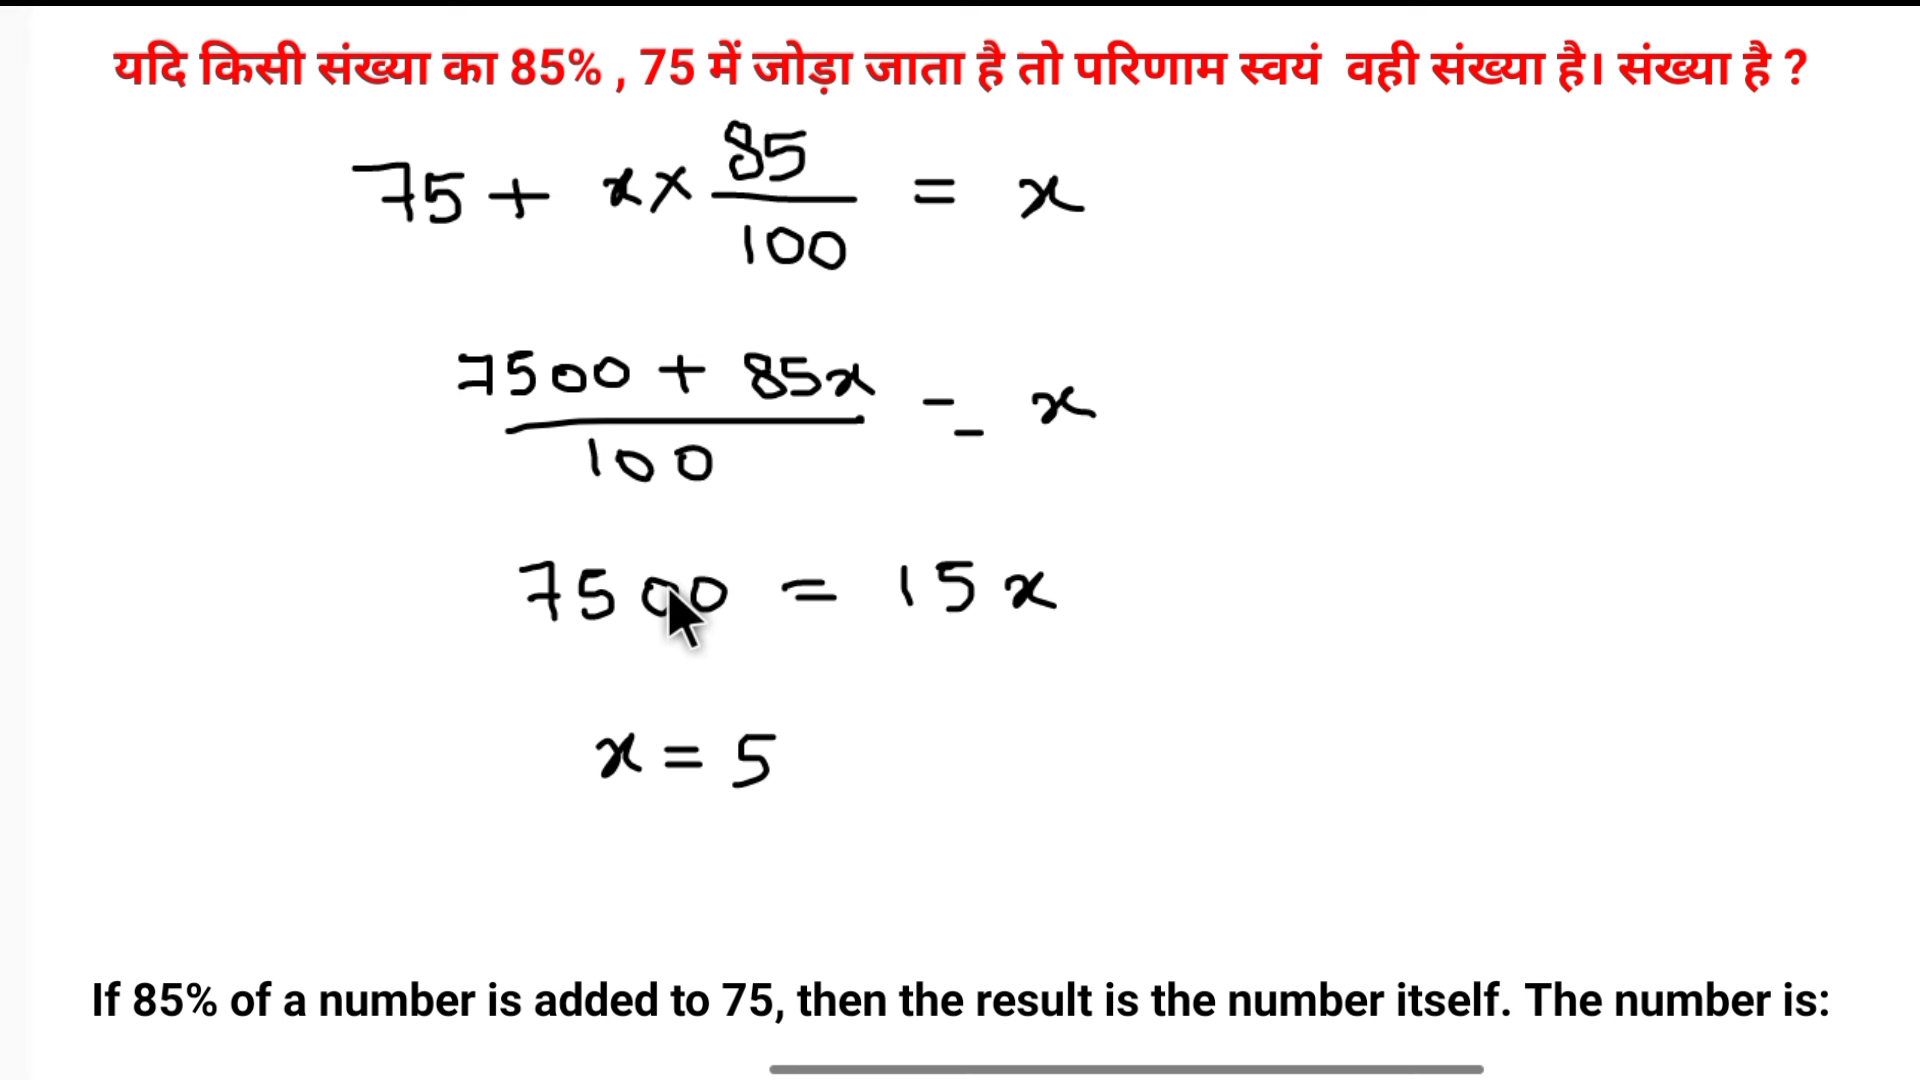 यदि किसी संख्या का 85% , 75 में जोड़ा जाता है तो परिणाम स्वयं वही संख्या है। संख्या है ?
75 + x × 85/100 = x
7500 + 85x / 100 = x
7500 = 15x
x = 5
If 85% of a number is added to 75, then the result is the number itself. The number is: